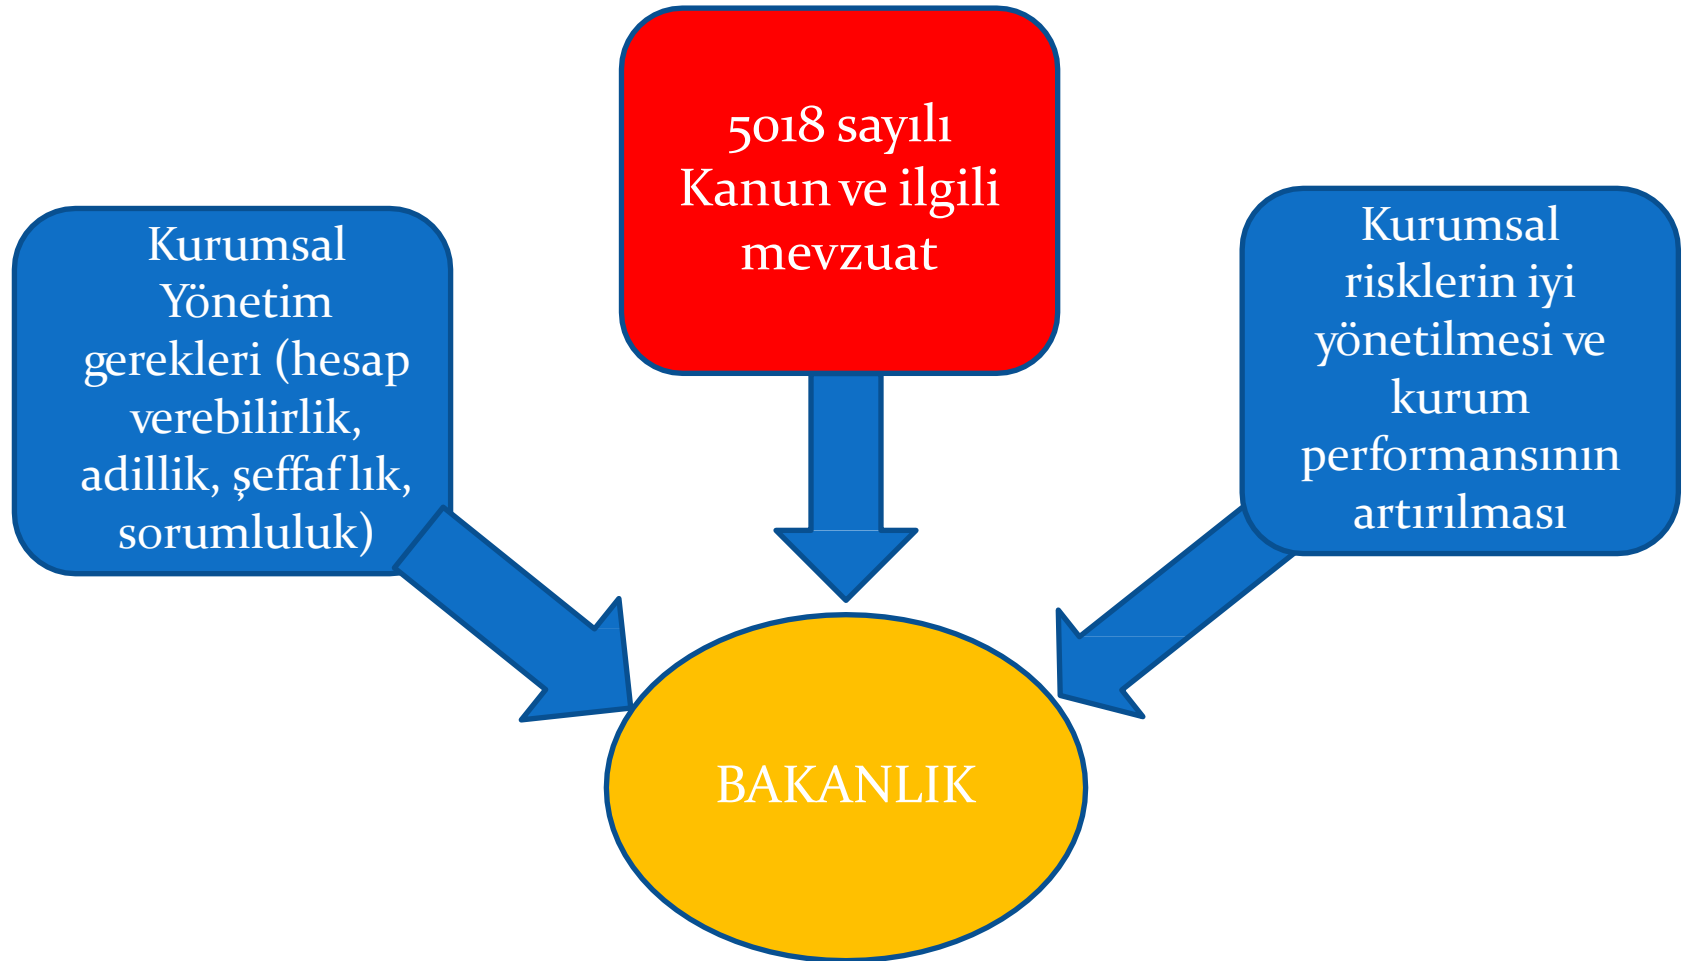 5018 sayılı
Kanun ve ilgili
mevzuat
Kurumsal
Yönetim
gerekleri (hesap
verebilirlik,
adillik, şeffaflık,
sorumluluk)
Kurumsal
risklerin iyi
yönetilmesi ve
kurum
performansının
artırılması
BAKANLIK